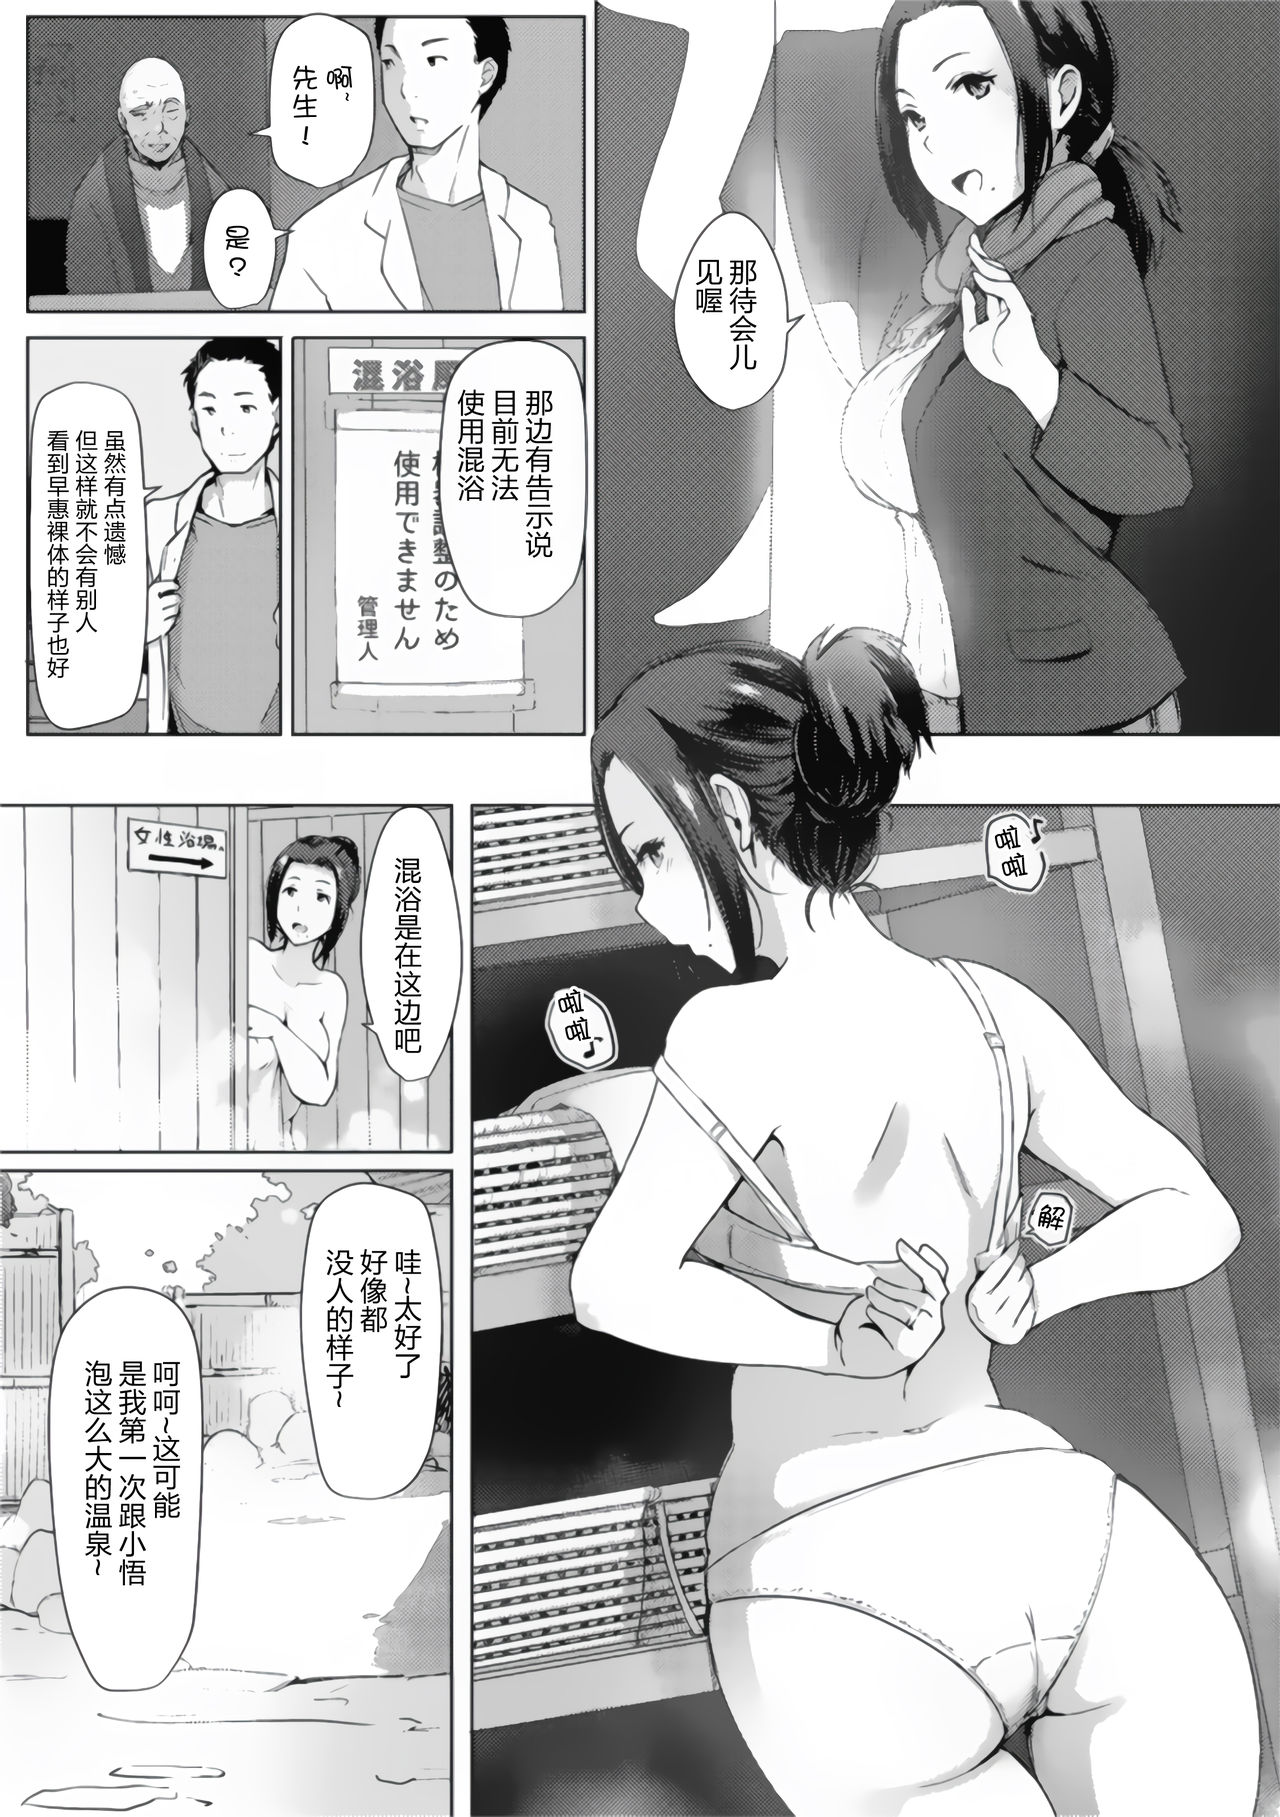 那待会儿
见喔
啊~
先生！
是？
那边有告示说
目前无法
使用混浴
混浴
調整のため
使用できません
管理人
虽然有点遗憾
但这样就不会有别人
看到早惠裸体的样子也好
啦啦♪
啦啦♪
解
女性浴場
混浴是在这边吧
哇~太好了
好像都
没人的样子~
呵呵~这可能
是我第一次跟小悟
泡这么大的温泉~